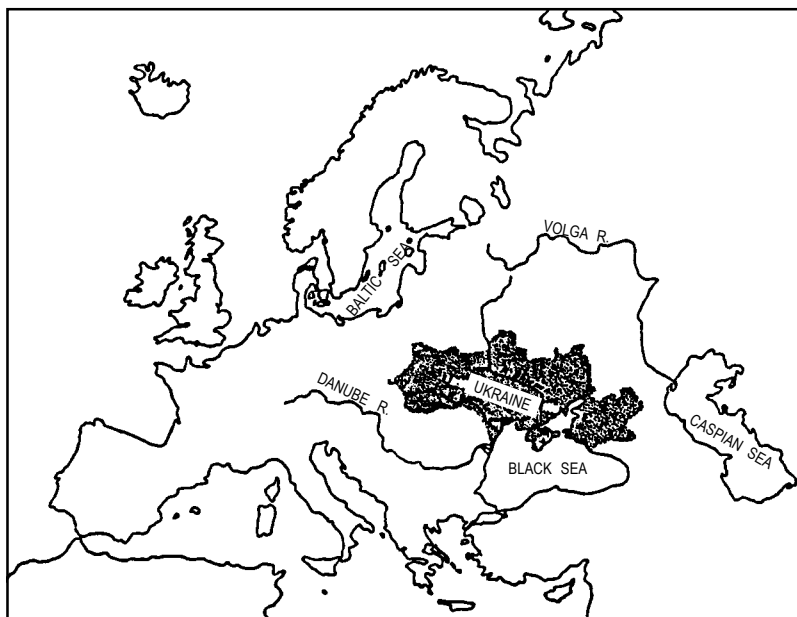 VOLGA R.
BALTIC SEA
DANUBE R.
UKRAINE
CASPIAN SEA
BLACK SEA